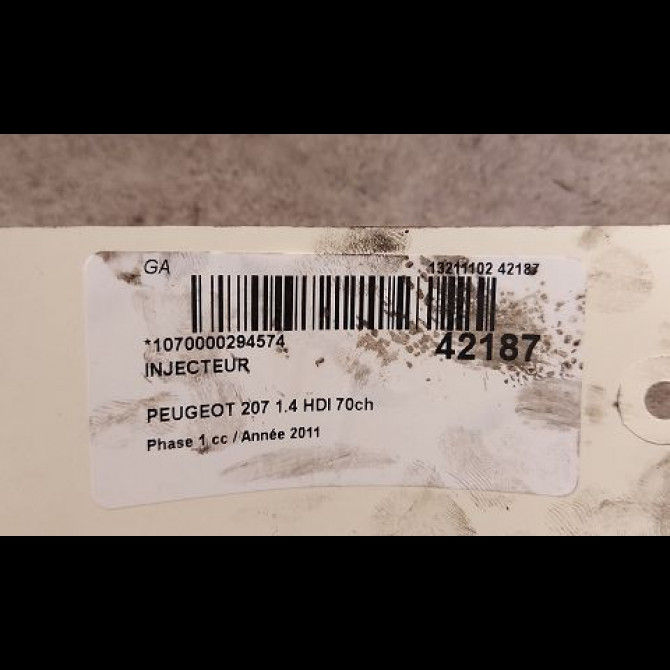 GA 13211102 42187
*1070000294574 42187
INJECTEUR
PEUGEOT 207 1.4 HDI 70ch
Phase 1 cc / Année 2011